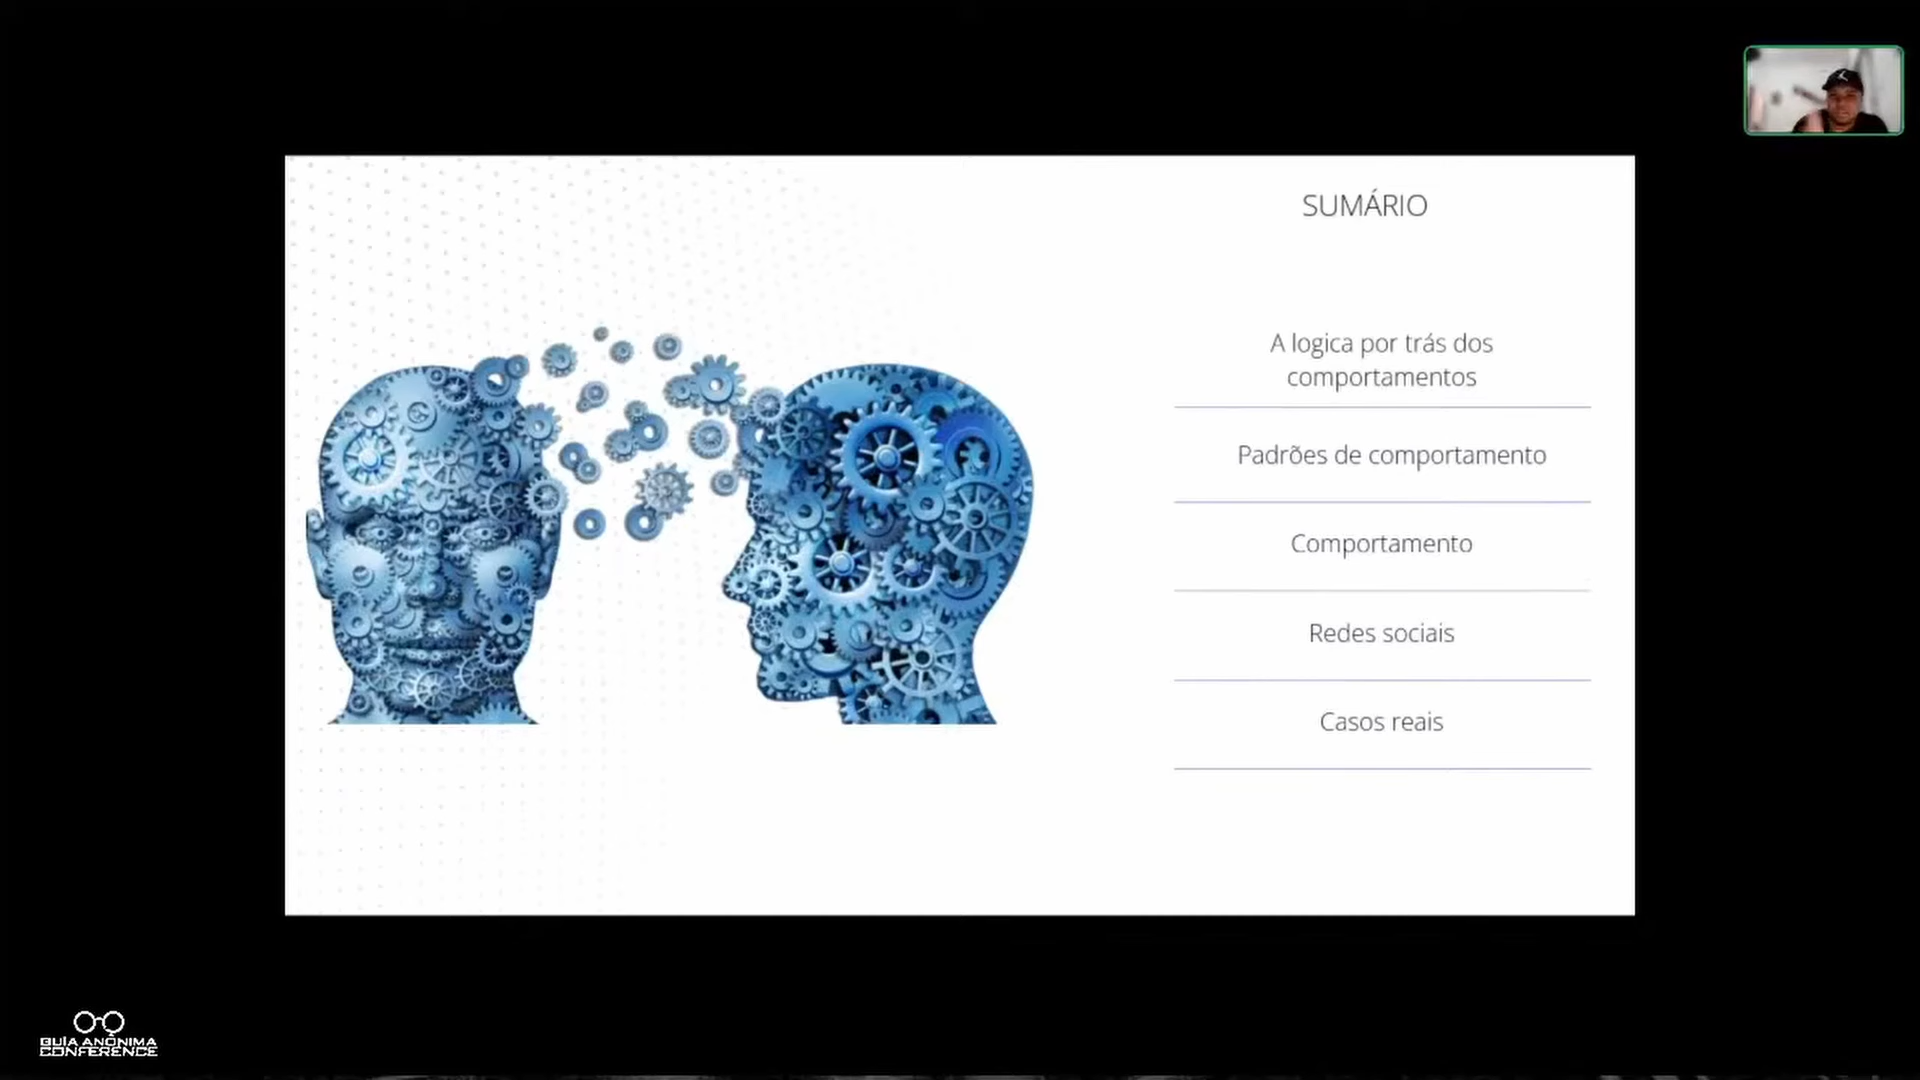 SUMÁRIO
A logica por trás dos
comportamentos
Padrões de comportamento
Comportamento
Redes sociais
Casos reais
GUIA ANÔNIMA
CONFERENCE